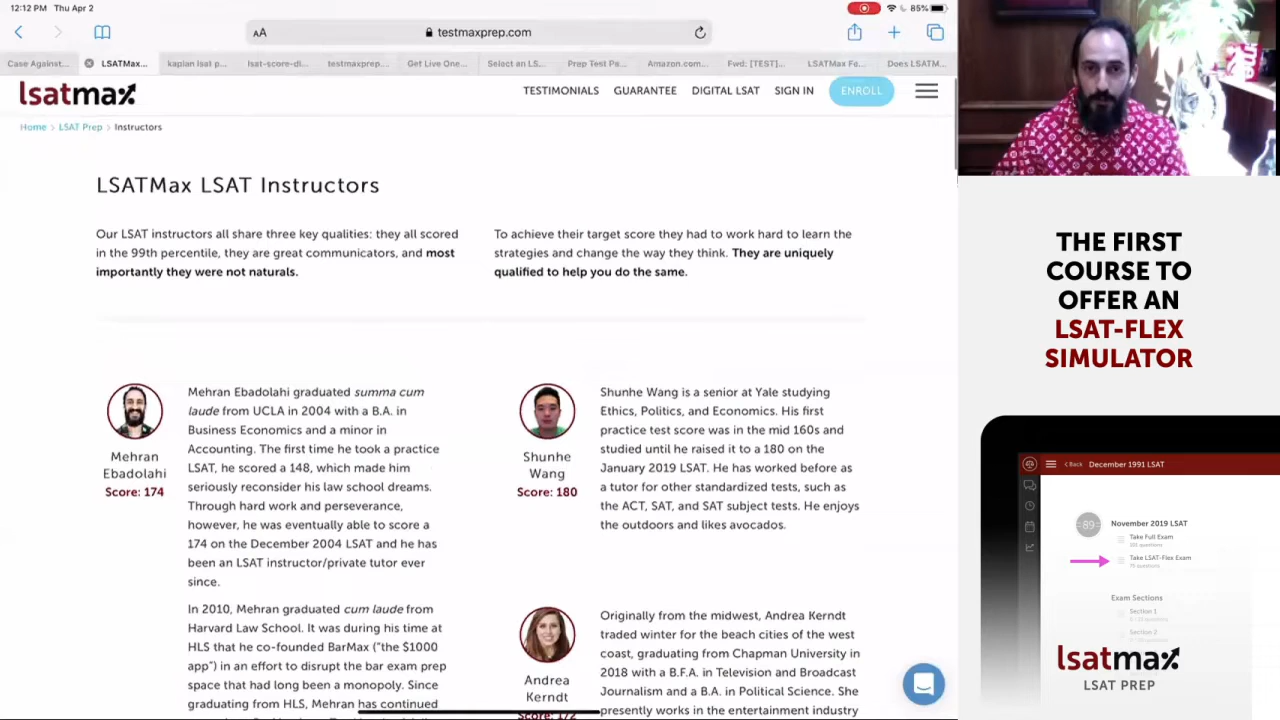 12:12 PM Thu Apr 2
85%
AA
testmaxprep.com
Case Against...
LSATMax...
kaplan lsat p...
lsat-score-di...
testmaxprep...
Get Live One...
Select an LS...
Prep Test Pa...
Amazon.com...
Fwd: [TEST]...
LSATMax Fe...
Does LSATM...
lsatmax
TESTIMONIALS
GUARANTEE
DIGITAL LSAT
SIGN IN
ENROLL
Home > LSAT Prep > Instructors
LSATMax LSAT Instructors
Our LSAT instructors all share three key qualities: they all scored
in the 99th percentile, they are great communicators, and most
importantly they were not naturals.
To achieve their target score they had to work hard to learn the
strategies and change the way they think. They are uniquely
qualified to help you do the same.
Mehran
Ebadolahi
Score: 174
Mehran Ebadolahi graduated summa cum
laude from UCLA in 2004 with a B.A. in
Business Economics and a minor in
Accounting. The first time he took a practice
LSAT, he scored a 148, which made him
seriously reconsider his law school dreams.
Through hard work and perseverance,
however, he was eventually able to score a
174 on the December 2004 LSAT and he has
been an LSAT instructor/private tutor ever
since.
In 2010, Mehran graduated cum laude from
Harvard Law School. It was during his time at
HLS that he co-founded BarMax ("the $1000
app") in an effort to disrupt the bar exam prep
space that had long been a monopoly. Since
graduating from HLS, Mehran has continued
Shunhe
Wang
Score: 180
Shunhe Wang is a senior at Yale studying
Ethics, Politics, and Economics. His first
practice test score was in the mid 160s and
studied until he raised it to a 180 on the
January 2019 LSAT. He has worked before as
a tutor for other standardized tests, such as
the ACT, SAT, and SAT subject tests. He enjoys
the outdoors and likes avocados.
Andrea
Kerndt
Score: 172
Originally from the midwest, Andrea Kerndt
traded winter for the beach cities of the west
coast, graduating from Chapman University in
2018 with a B.F.A. in Television and Broadcast
Journalism and a B.A. in Political Science. She
presently works in the entertainment industry
THE FIRST
COURSE TO
OFFER AN
LSAT-FLEX
SIMULATOR
< Back
December 1991 LSAT
89
November 2019 LSAT
Take Full Exam
101 questions
Take LSAT-Flex Exam
75 questions
Exam Sections
Section 1
Section 2
lsatmax
LSAT PREP